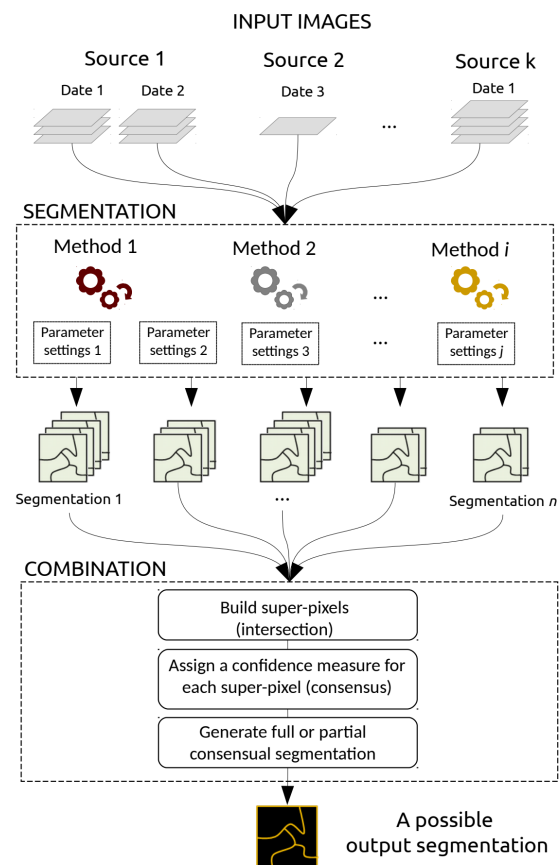 INPUT IMAGES
Source 1
Source 2
Source k
Date 1
Date 2
Date 3
...
Date 1
SEGMENTATION
Method 1
Method 2
Method i
...
Parameter
settings 1
Parameter
settings 2
Parameter
settings 3
...
Parameter
settings j
Segmentation 1
...
Segmentation n
COMBINATION
Build super-pixels
(intersection)
Assign a confidence measure for
each super-pixel (consensus)
Generate full or partial
consensual segmentation
A possible
output segmentation